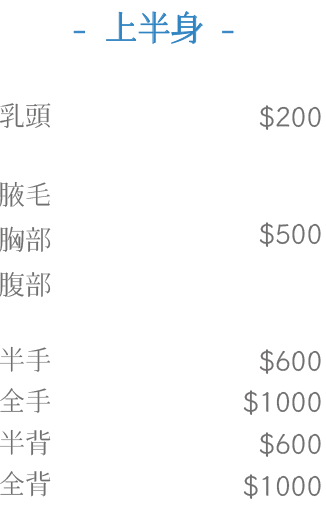 - 上半身 -
乳頭 $200
腋毛
胸部 $500
腹部
半手 $600
全手 $1000
半背 $600
全背 $1000